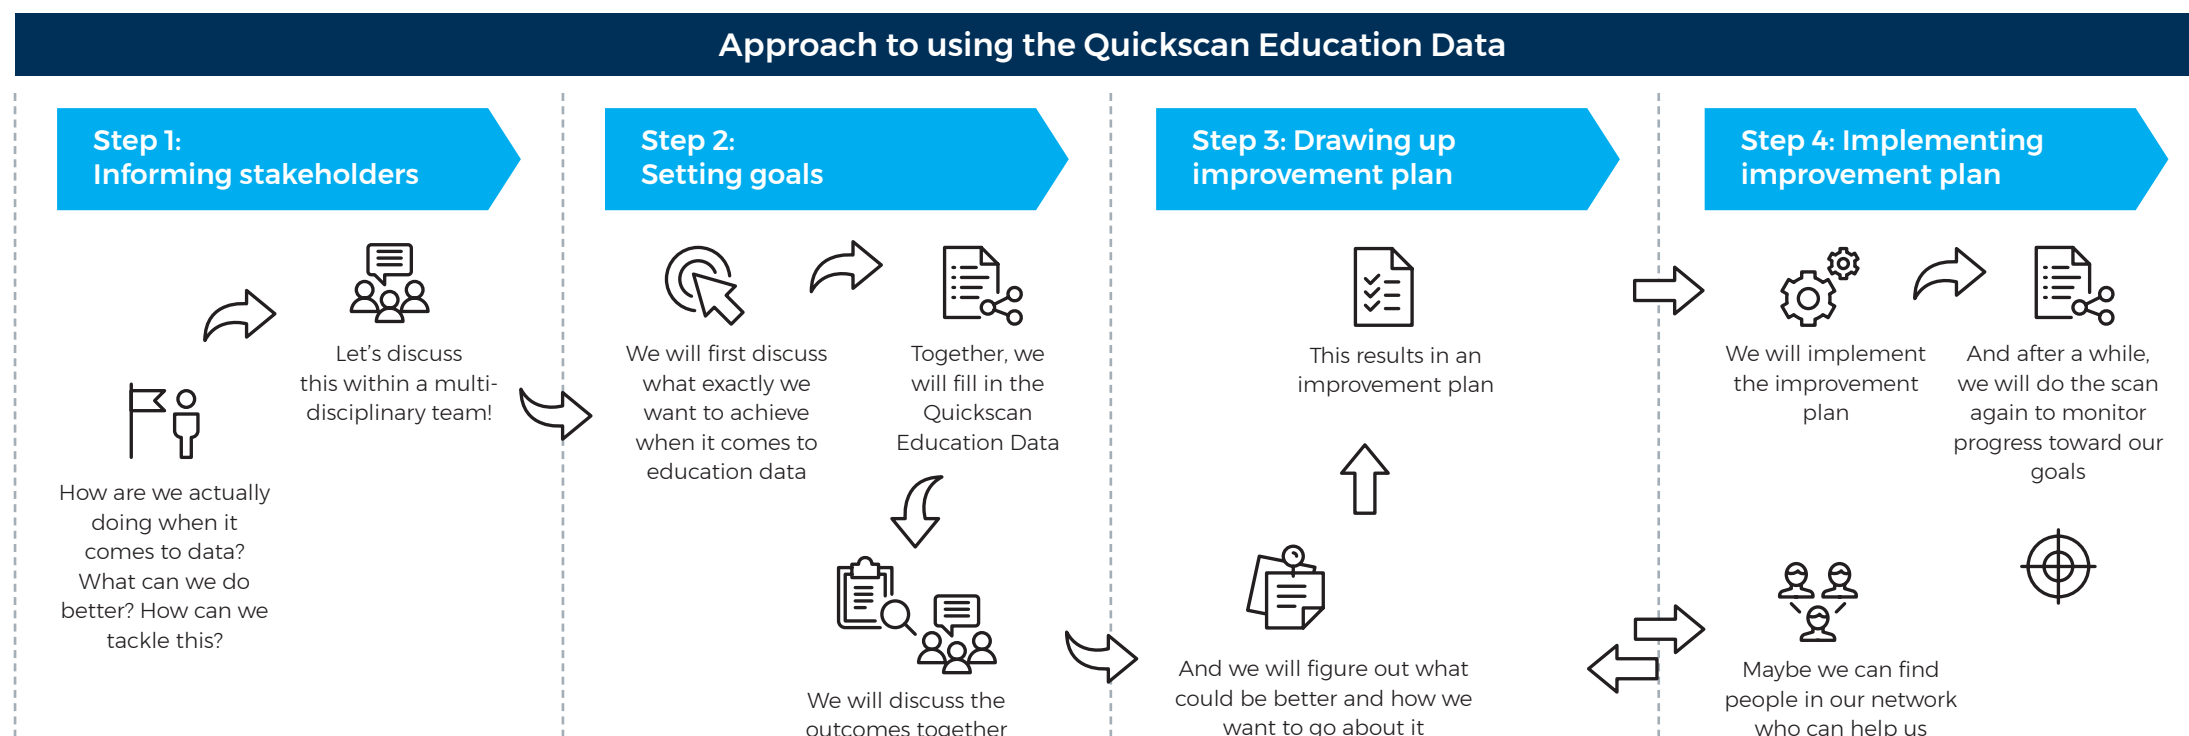 Approach to using the Quickscan Education Data
Step 1:
Informing stakeholders
How are we actually
doing when it
comes to data?
What can we do
better? How can we
tackle this?
Let's discuss
this within a multi-
disciplinary team!
Step 2:
Setting goals
We will first discuss
what exactly we
want to achieve
when it comes to
education data
Together, we
will fill in the
Quickscan
Education Data
We will discuss the
outcomes together
Step 3: Drawing up
improvement plan
And we will figure out what
could be better and how we
want to go about it
This results in an
improvement plan
Step 4: Implementing
improvement plan
We will implement
the improvement
plan
And after a while,
we will do the scan
again to monitor
progress toward our
goals
Maybe we can find
people in our network
who can help us